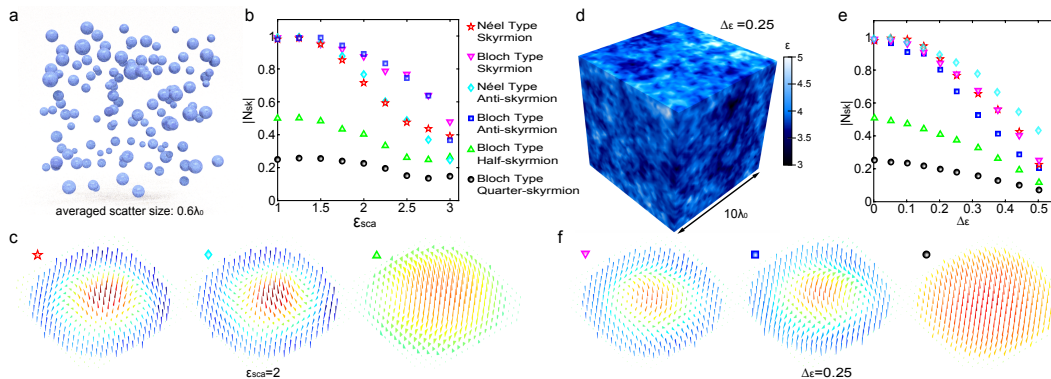 a
averaged scatter size: 0.6λ₀
b
|Nsk|
1
0.8
0.6
0.4
0.2
0
1
1.5
2
2.5
3
εsca
Néel Type
Skyrmion
Bloch Type
Skyrmion
Néel Type
Anti-skyrmion
Bloch Type
Anti-skyrmion
Bloch Type
Half-skyrmion
Bloch Type
Quarter-skyrmion
c
εsca=2
d
Δε =0.25
10λ₀
ε
5
4
3
e
|Nsk|
1
0.8
0.6
0.4
0.2
0
0
0.1
0.2
0.3
0.4
0.5
Δε
f
Δε=0.25